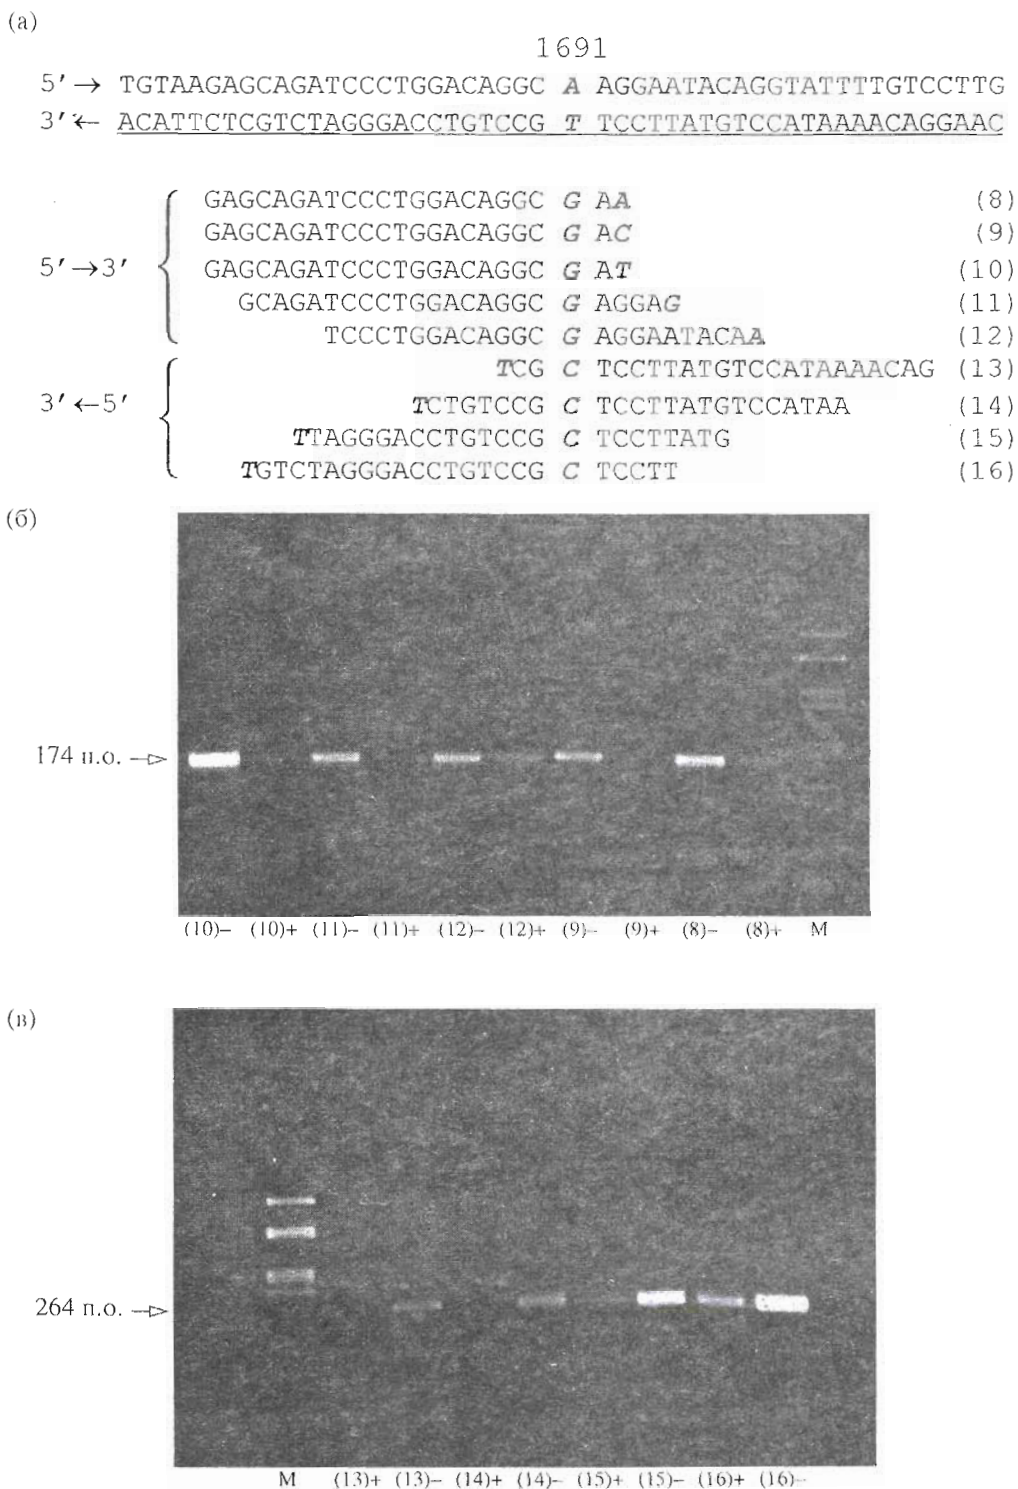 (а)
1691
5′→ TGTAAGAGCAGATCCCTGGACAGGC A AGGAATACAGGTATTTTGTCCTTG
3′← ACATTCTCGTCTAGGGACCTGTCCG T TCCTTATGTCCATAAAACAGGAAC
GAGCAGATCCCTGGACAGGC G AA (8)
GAGCAGATCCCTGGACAGGC G AC (9)
5′→3′ GAGCAGATCCCTGGACAGGC G AT (10)
GCAGATCCCTGGACAGGC G AGGAG (11)
TCCCTGGACAGGC G AGGAATACAA (12)
TCG C TCCTTATGTCCATAAAACAG (13)
3′←5′ TCTGTCCG C TCCTTATGTCCATAA (14)
TTAGGGACCTGTCCG C TCCTTATG (15)
TGTCTAGGGACCTGTCCG C TCCTT (16)
(б)
174 п.о.
(10)− (10)+ (11)− (11)+ (12)− (12)+ (9)− (9)+ (8)− (8)+ M
(в)
264 п.о.
M (13)+ (13)− (14)+ (14)− (15)+ (15)− (16)+ (16)−